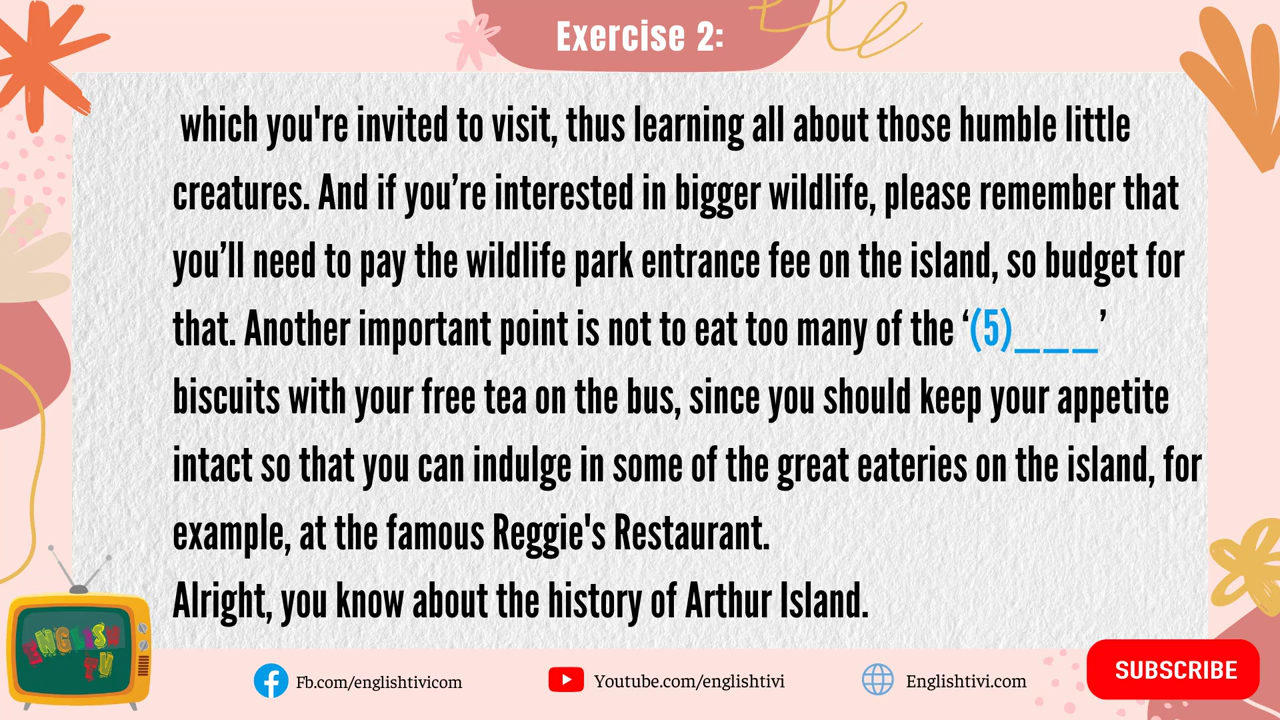 Exercise 2:
which you're invited to visit, thus learning all about those humble little
creatures. And if you’re interested in bigger wildlife, please remember that
you’ll need to pay the wildlife park entrance fee on the island, so budget for
that. Another important point is not to eat too many of the ‘(5)___’
biscuits with your free tea on the bus, since you should keep your appetite
intact so that you can indulge in some of the great eateries on the island, for
example, at the famous Reggie's Restaurant.
Alright, you know about the history of Arthur Island.
ENGLISH
TV
Fb.com/englishtivicom
Youtube.com/englishtivi
Englishtivi.com
SUBSCRIBE